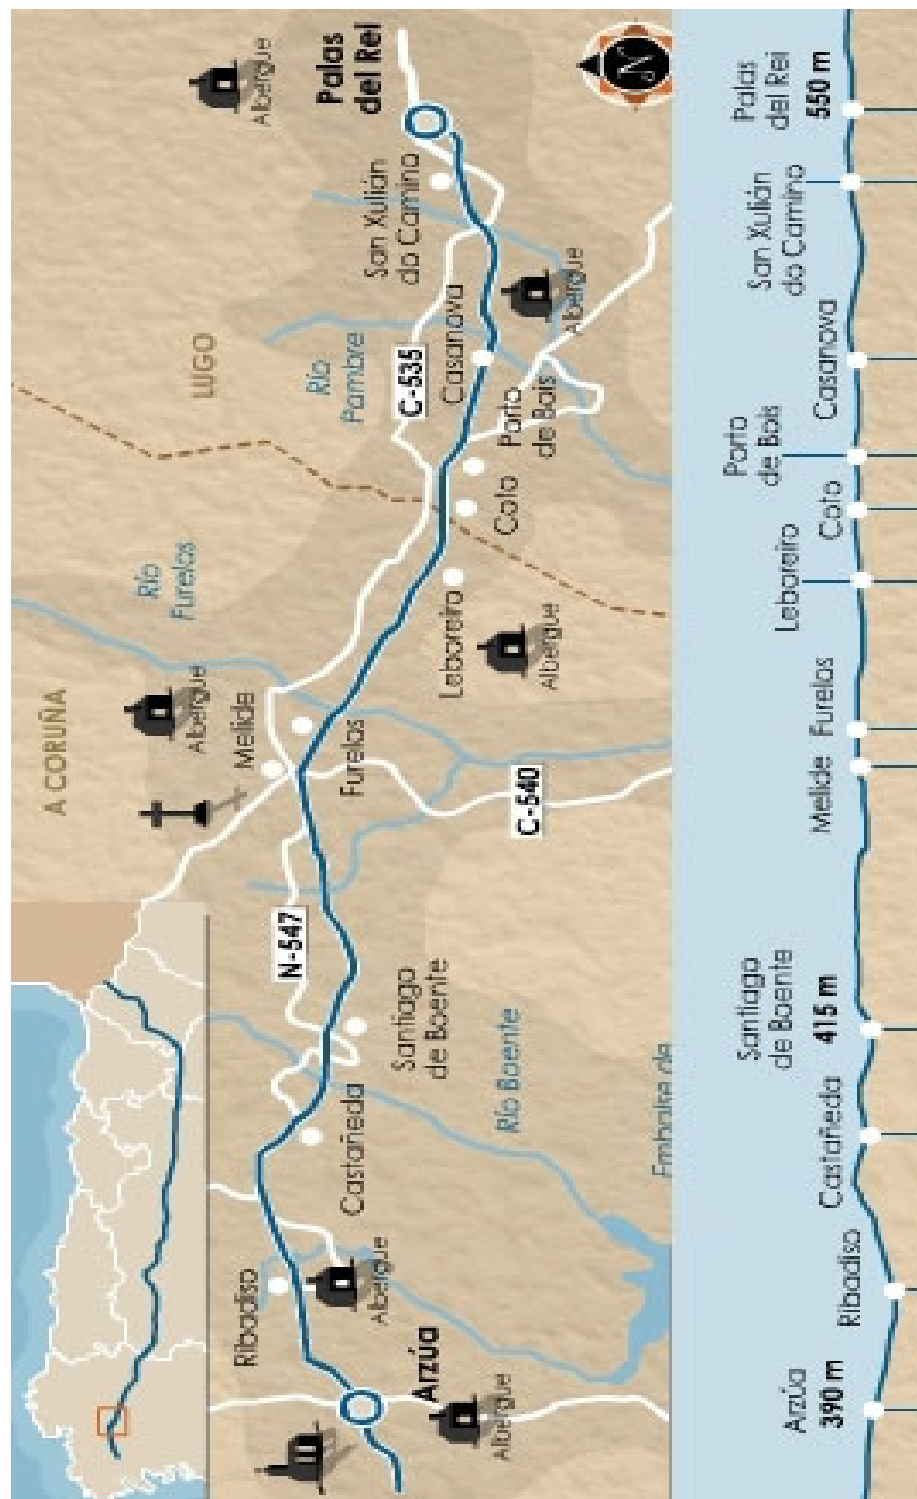 A CORUÑA
LUGO
Río
Furelos
Albergue
Melide
Albergue
Ribadiso
N-547
Palas
del Rei
Río
Pambre
Castañeda
Furelos
San Xulián
do Camino
C-535
Albergue
Arzúa
Santiago
de Boente
Leboreiro
Casanova
Coto
Porto
de Bois
Río Boente
C-540
Albergue
Albergue
Albergue
N
Embalse de
Arzúa
390 m
Ribadiso
Castañeda
Santiago
de Boente
415 m
Melide
Furelos
Leboreiro
Coto
Porto
de Bois
Casanova
San Xulián
do Camino
Palas
del Rei
550 m